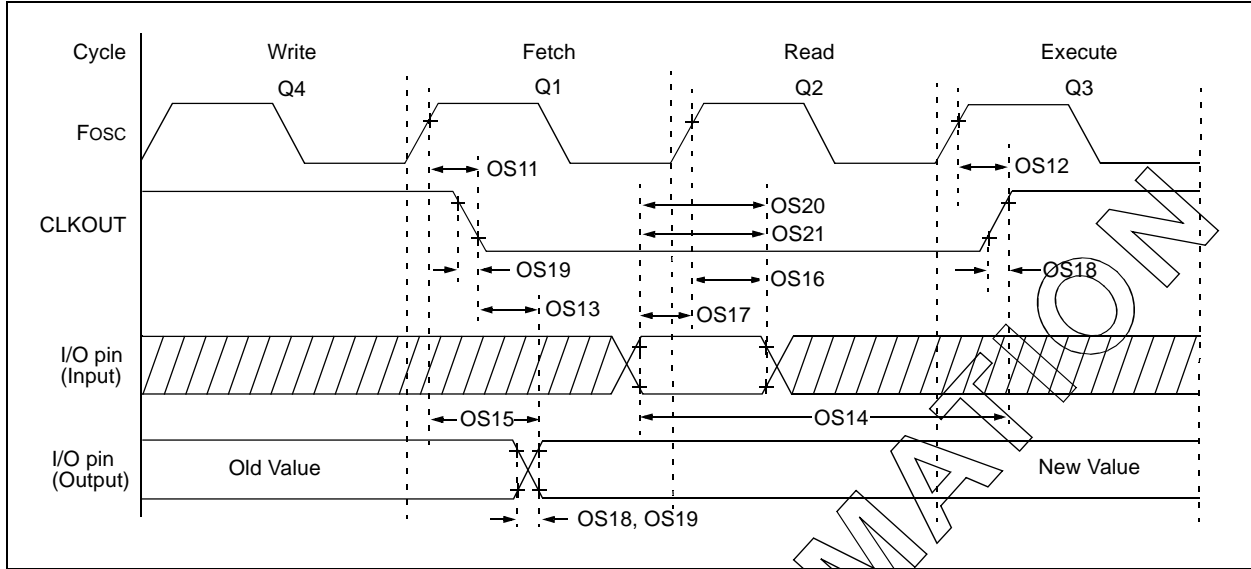 Cycle Write Fetch Read Execute
Q4 Q1 Q2 Q3
FOSC
OS11 OS12
OS20
CLKOUT
OS21
OS19 OS18
OS16
OS13 OS17
I/O pin
(Input)
OS15 OS14
I/O pin
(Output)
Old Value New Value
OS18, OS19
MATION